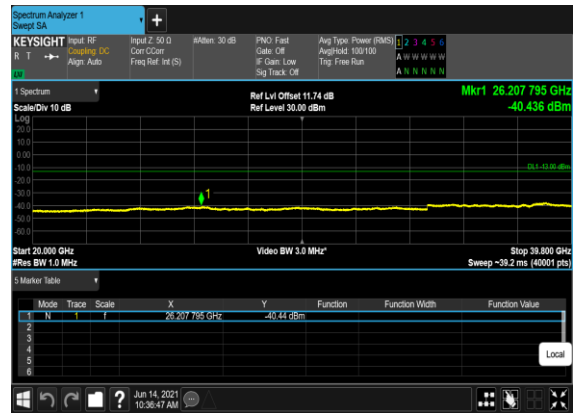 Spectrum Analyzer 1
Swept SA
+
KEYSIGHT Input: RF Input Z: 50 Ω #Atten: 30 dB PNO: Fast Avg Type: Power (RMS) 1 2 3 4 5 6
R T Coupling: DC Corr CCorr Gate: Off Avg|Hold: 100/100 A W W W W W
Align: Auto Freq Ref: Int (S) IF Gain: Low Trig: Free Run
LXI Sig Track: Off A N N N N N
1 Spectrum Ref Lvl Offset 11.74 dB Mkr1 26.207 795 GHz
Scale/Div 10 dB Ref Level 30.00 dBm -40.436 dBm
Log
20.0
10.0
0.00
-10.0 DL1 -13.00 dBm
-20.0
-30.0
1
-40.0
-50.0
-60.0
Start 20.000 GHz Video BW 3.0 MHz* Stop 39.800 GHz
#Res BW 1.0 MHz Sweep ~39.2 ms (40001 pts)
5 Marker Table
Mode Trace Scale X Y Function Function Width Function Value
1 N 1 f 26.207 795 GHz -40.44 dBm
2
3
4
5
6
Local
? Jun 14, 2021
10:36:47 AM